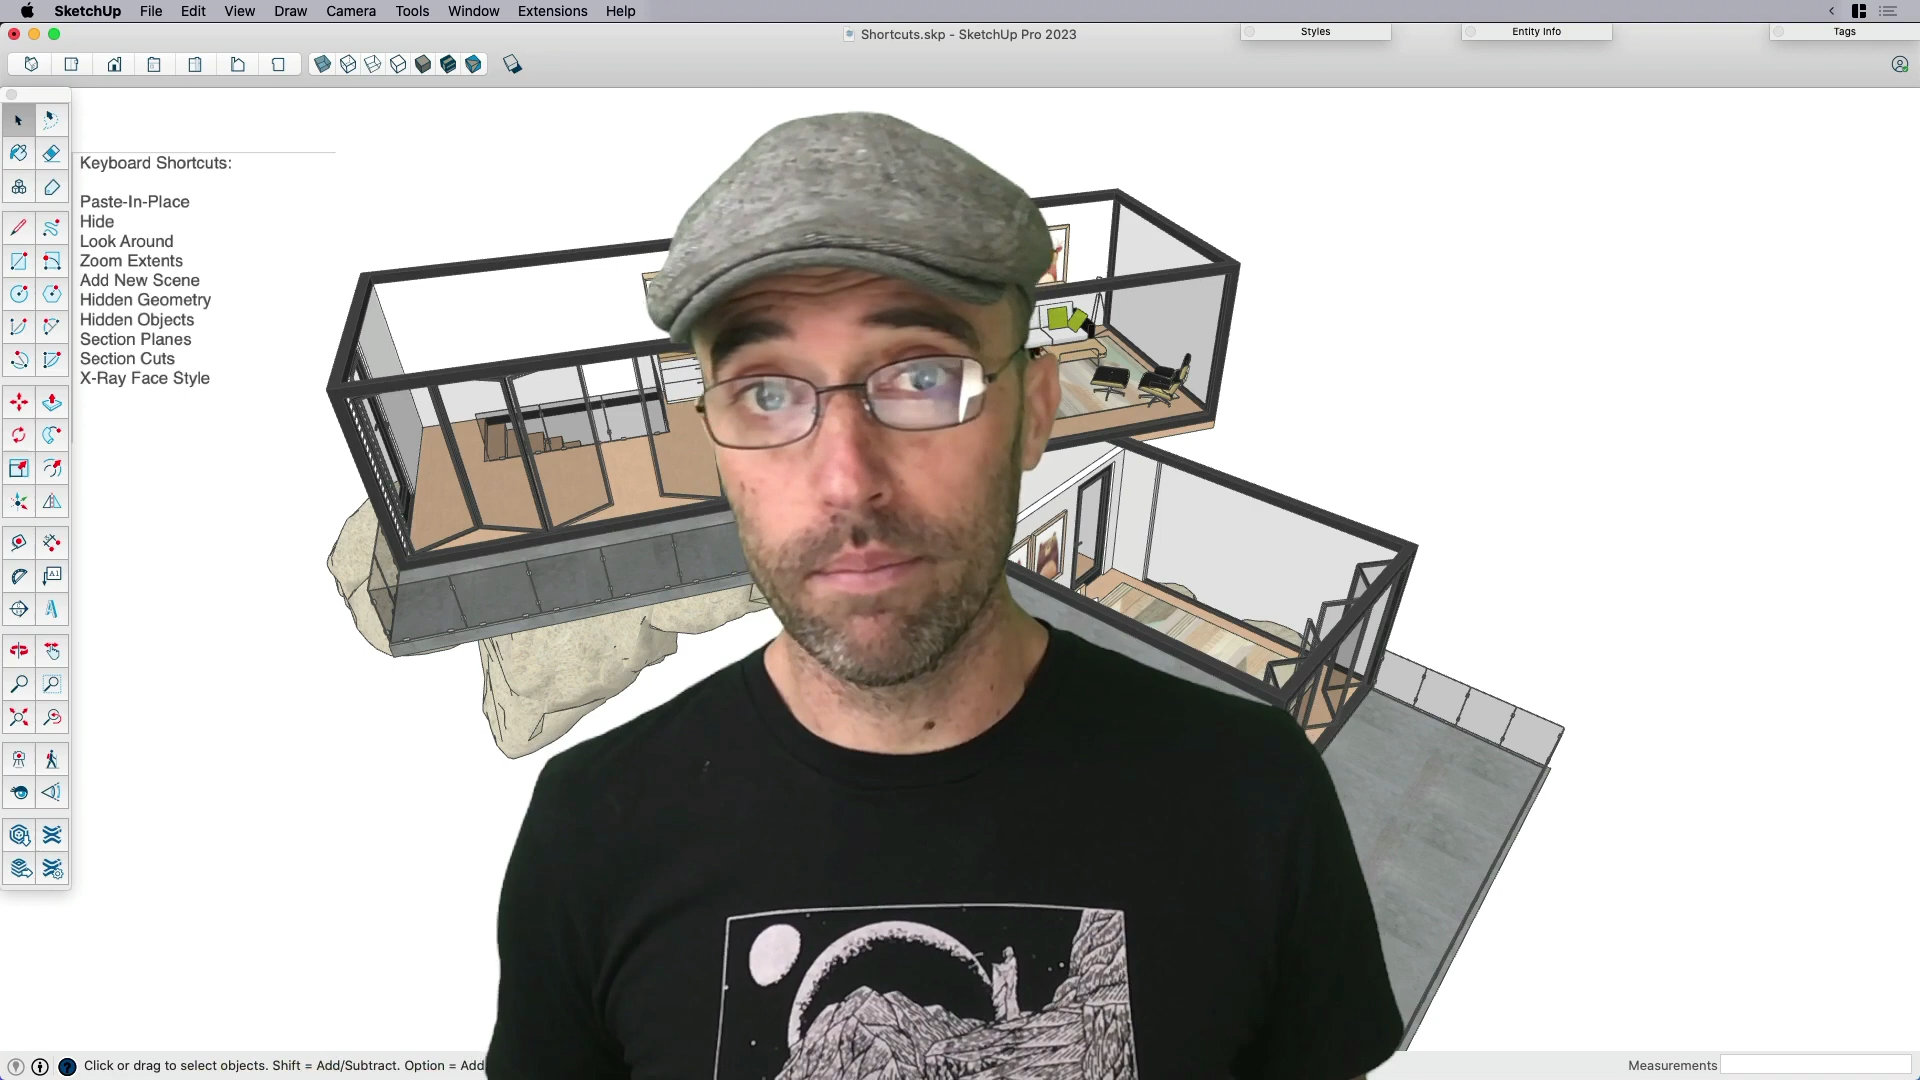 SketchUp File Edit View Draw Camera Tools Window Extensions Help
Shortcuts.skp - SketchUp Pro 2023
Styles
Entity Info
Tags
Keyboard Shortcuts:
Paste-In-Place
Hide
Look Around
Zoom Extents
Add New Scene
Hidden Geometry
Hidden Objects
Section Planes
Section Cuts
X-Ray Face Style
Click or drag to select objects. Shift = Add/Subtract. Option = Add
Measurements